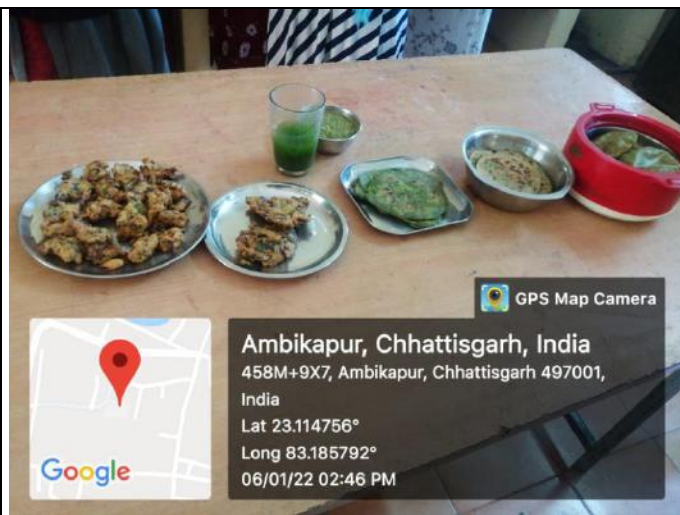 GPS Map Camera
Ambikapur, Chhattisgarh, India
458M+9X7, Ambikapur, Chhattisgarh 497001,
India
Lat 23.114756°
Long 83.185792°
06/01/22 02:46 PM
Google